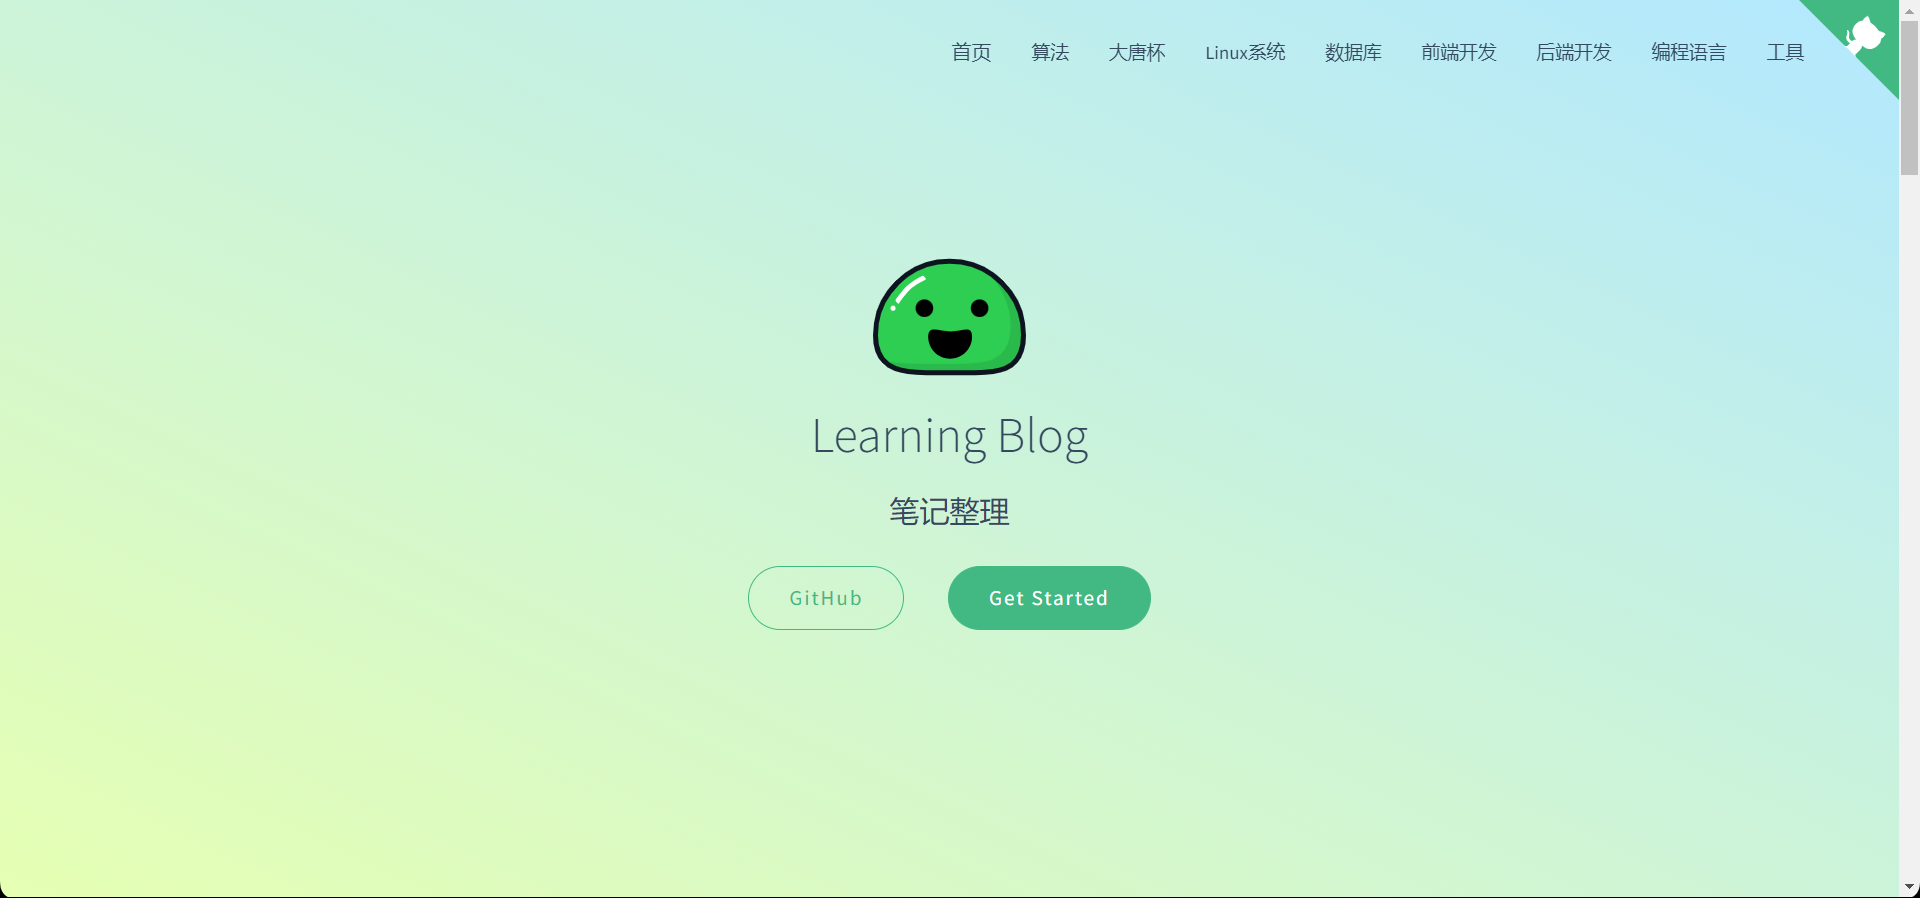 首页 算法 大唐杯 Linux系统 数据库 前端开发 后端开发 编程语言 工具
Learning Blog
笔记整理
GitHub Get Started